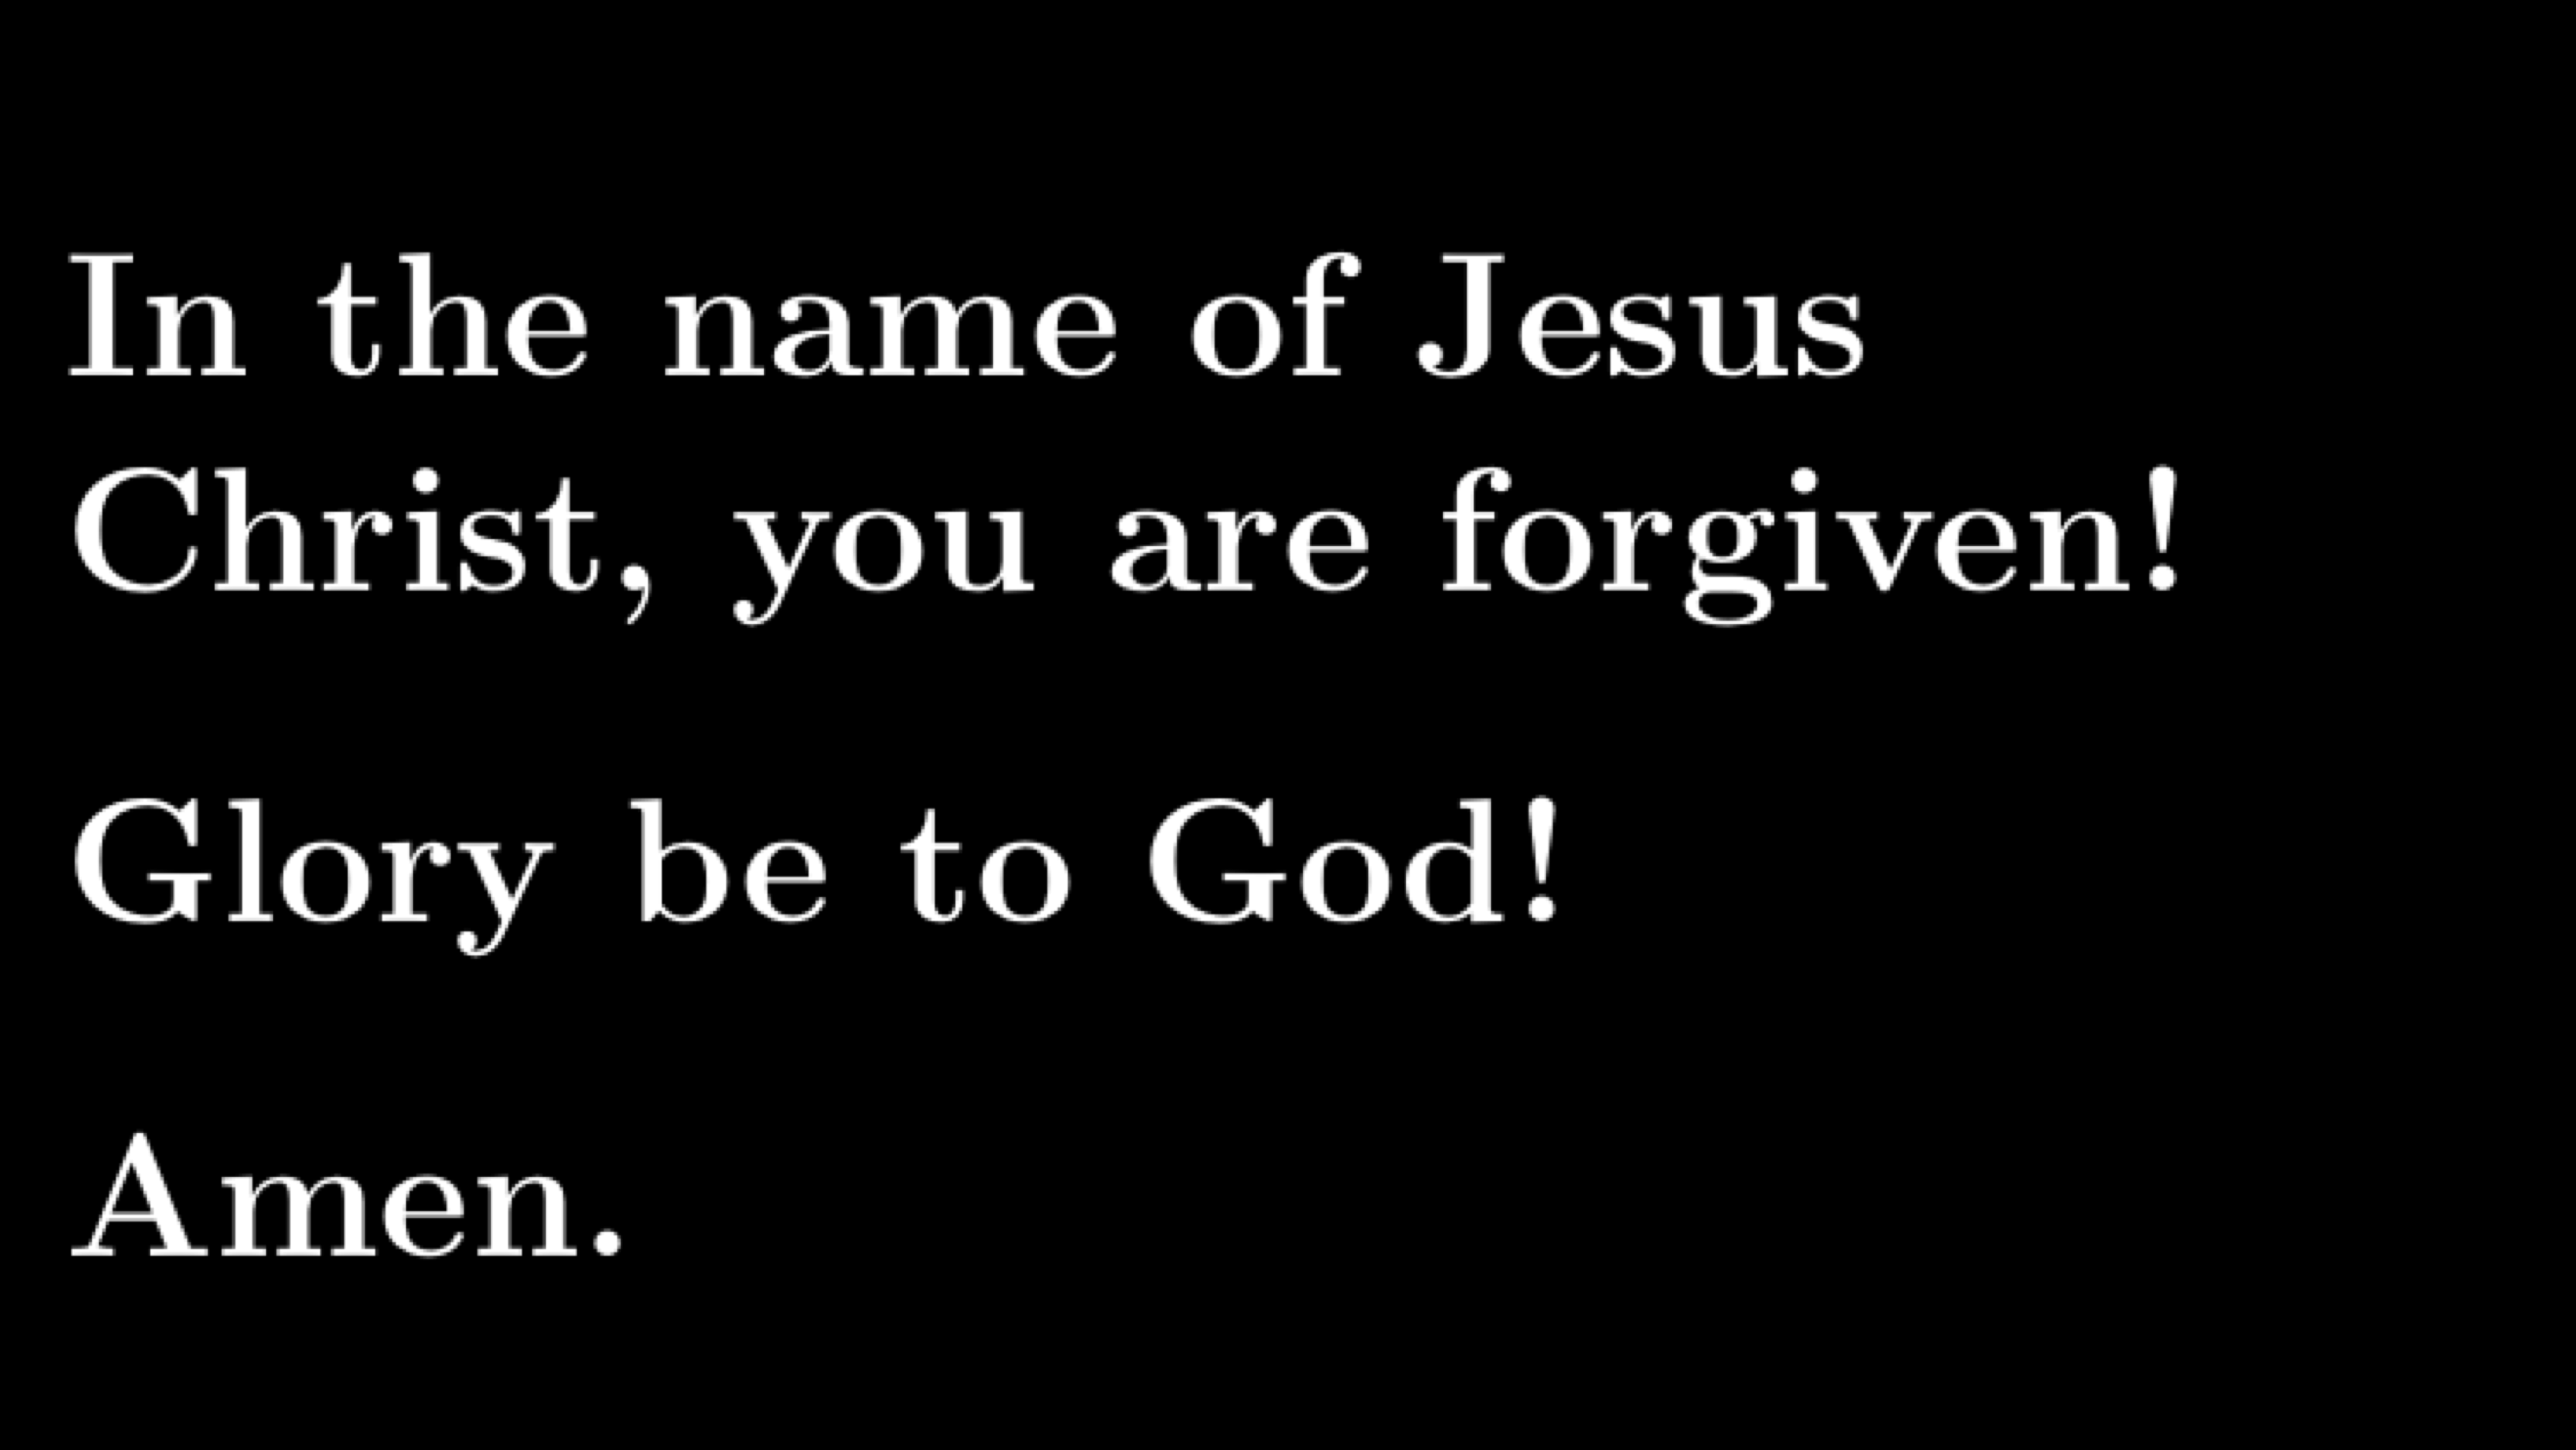 In the name of Jesus
Christ, you are forgiven!
Glory be to God!
Amen.